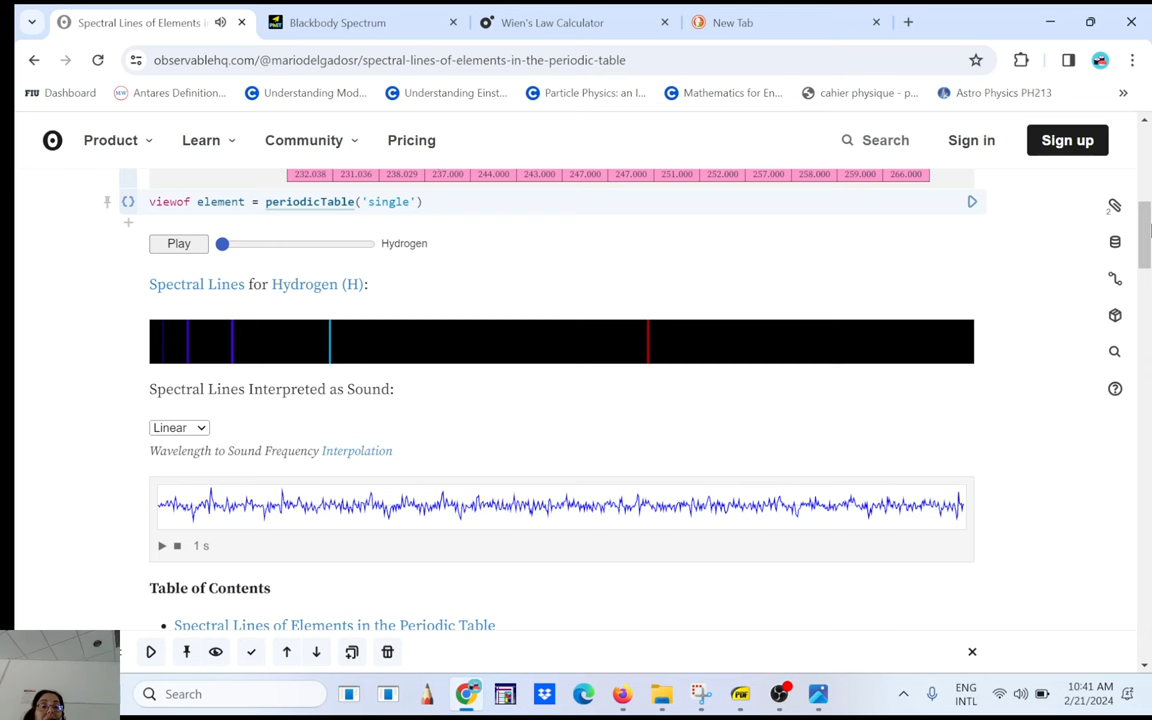 Spectral Lines of Elements in
Blackbody Spectrum
Wien's Law Calculator
New Tab
observablehq.com/@mariodelgadosr/spectral-lines-of-elements-in-the-periodic-table
FIU Dashboard
Antares Definition...
Understanding Mod...
Understanding Einst...
Particle Physics: an I...
Mathematics for En...
cahier physique - p...
Astro Physics PH213
Product
Learn
Community
Pricing
Search
Sign in
Sign up
232.038 231.036 238.029 237.000 244.000 243.000 247.000 247.000 251.000 252.000 257.000 258.000 259.000 266.000
viewof element = periodicTable('single')
Play
Hydrogen
Spectral Lines for Hydrogen (H):
Spectral Lines Interpreted as Sound:
Linear
Wavelength to Sound Frequency Interpolation
1 s
Table of Contents
• Spectral Lines of Elements in the Periodic Table
Search
ENG
INTL
10:41 AM
2/21/2024